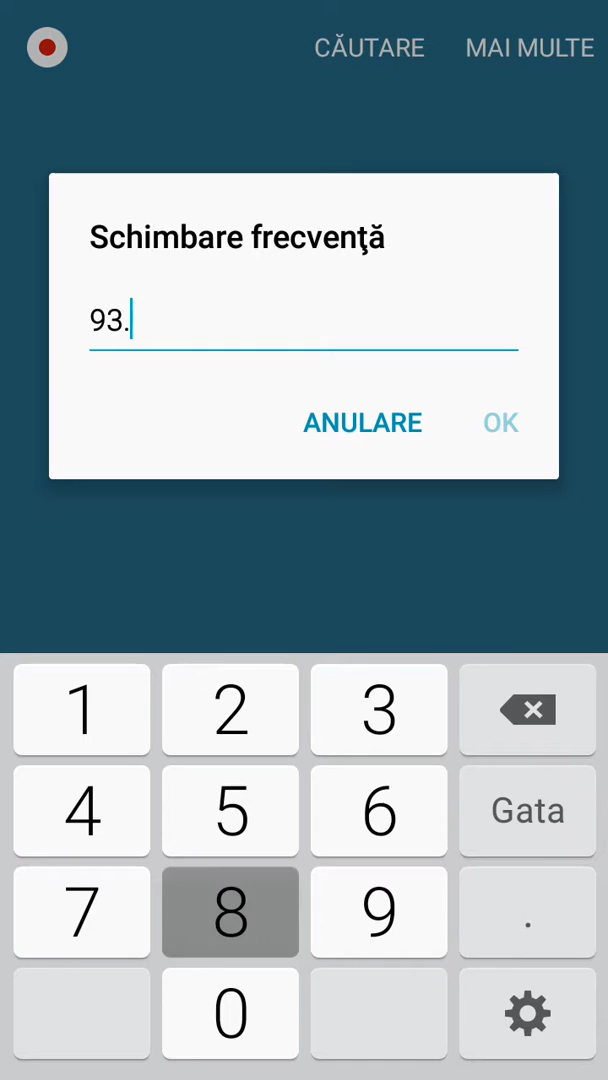 CĂUTARE MAI MULTE
Schimbare frecvenţă
93.
ANULARE OK
1 2 3
4 5 6 Gata
7 8 9 .
0